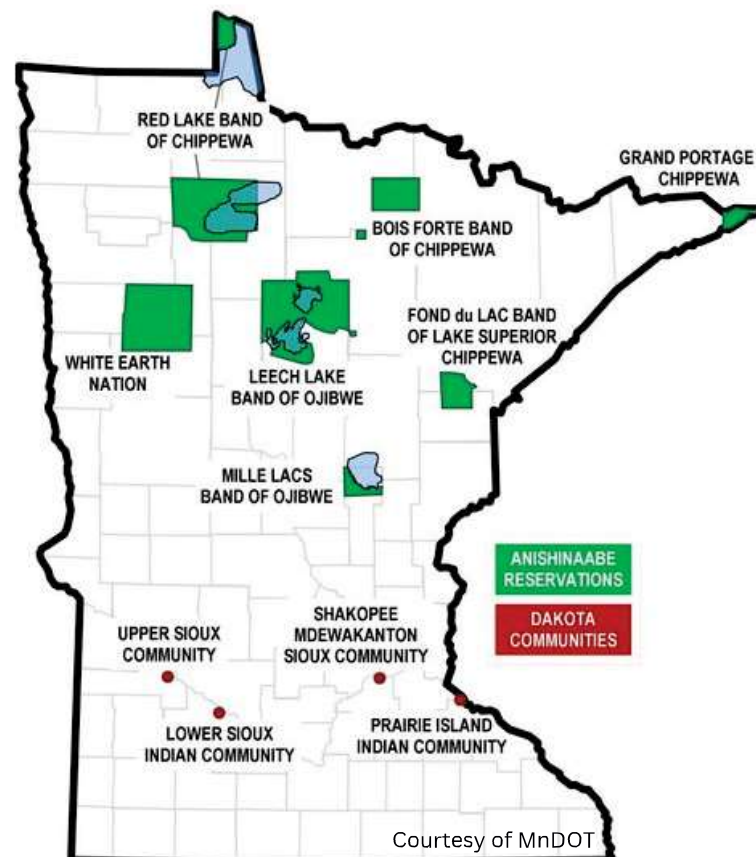 RED LAKE BAND
OF CHIPPEWA
GRAND PORTAGE
CHIPPEWA
BOIS FORTE BAND
OF CHIPPEWA
FOND du LAC BAND
OF LAKE SUPERIOR
CHIPPEWA
WHITE EARTH
NATION
LEECH LAKE
BAND OF OJIBWE
MILLE LACS
BAND OF OJIBWE
ANISHINAABE
RESERVATIONS
DAKOTA
COMMUNITIES
UPPER SIOUX
COMMUNITY
SHAKOPEE
MDEWAKANTON
SIOUX COMMUNITY
LOWER SIOUX
INDIAN COMMUNITY
PRAIRIE ISLAND
INDIAN COMMUNITY
Courtesy of MnDOT